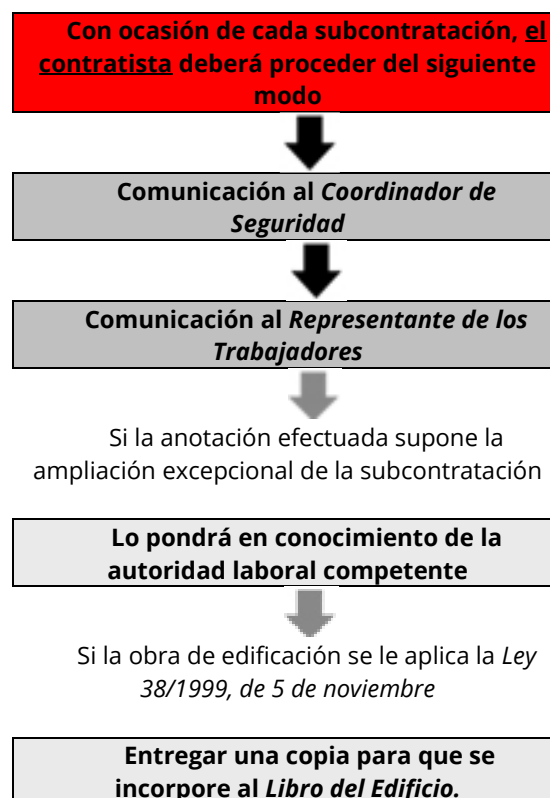 Con ocasión de cada subcontratación, el
contratista deberá proceder del siguiente
modo
Comunicación al Coordinador de
Seguridad
Comunicación al Representante de los
Trabajadores
Si la anotación efectuada supone la
ampliación excepcional de la subcontratación
Lo pondrá en conocimiento de la
autoridad laboral competente
Si la obra de edificación se le aplica la Ley
38/1999, de 5 de noviembre
Entregar una copia para que se
incorpore al Libro del Edificio.